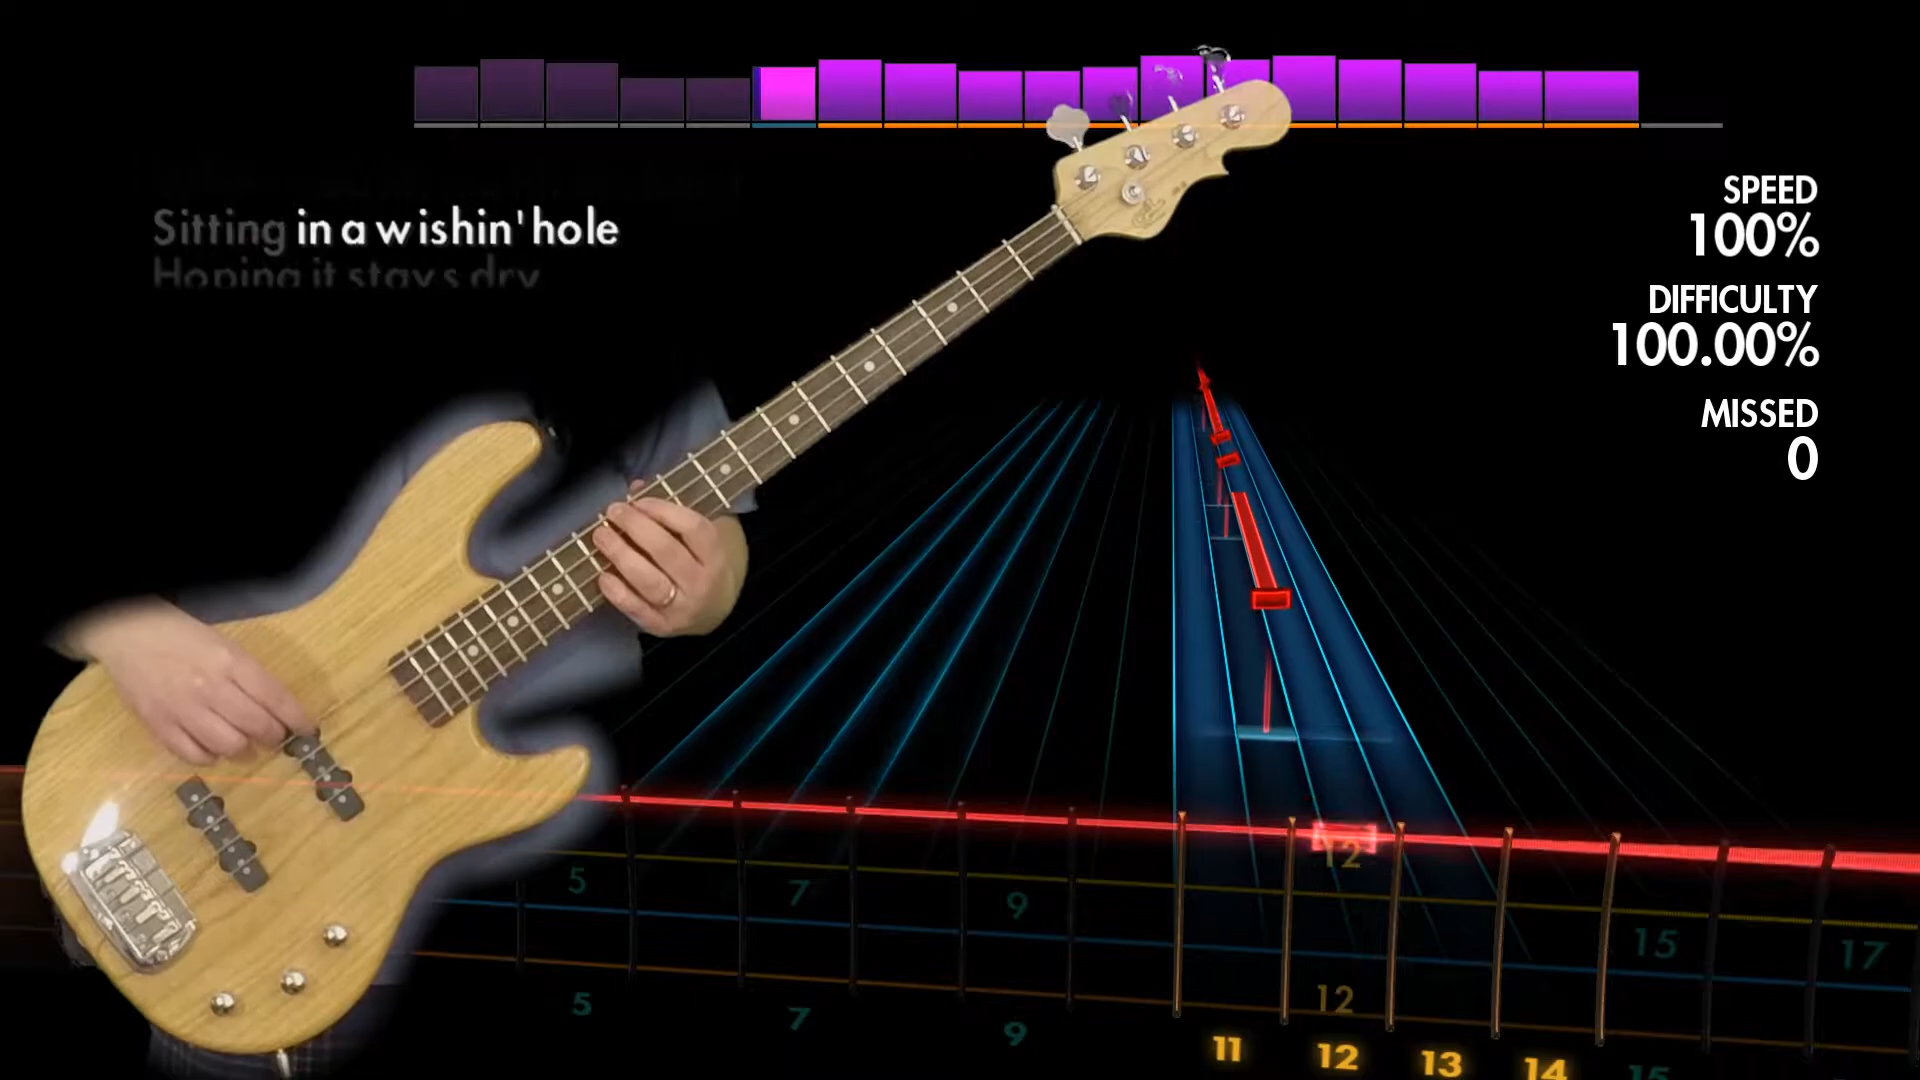 Sitting in a wishin' hole
Hoping it stays dry
SPEED
100%
DIFFICULTY
100.00%
MISSED
0
12
5 7 9 15 17
12
5 7 9 11 12 13 14 15